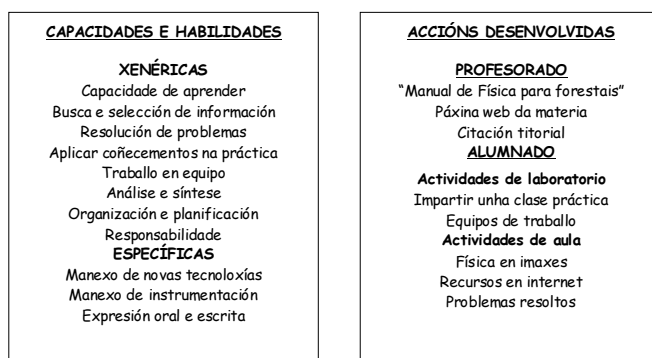 CAPACIDADES E HABILIDADES
XENÉRICAS
Capacidade de aprender
Busca e selección de información
Resolución de problemas
Aplicar coñecementos na práctica
Traballo en equipo
Análise e síntese
Organización e planificación
Responsabilidade
ESPECÍFICAS
Manexo de novas tecnoloxías
Manexo de instrumentación
Expresión oral e escrita
ACCIÓNS DESENVOLVIDAS
PROFESORADO
“Manual de Física para forestais”
Páxina web da materia
Citación titorial
ALUMNADO
Actividades de laboratorio
Impartir unha clase práctica
Equipos de traballo
Actividades de aula
Física en imaxes
Recursos en internet
Problemas resoltos